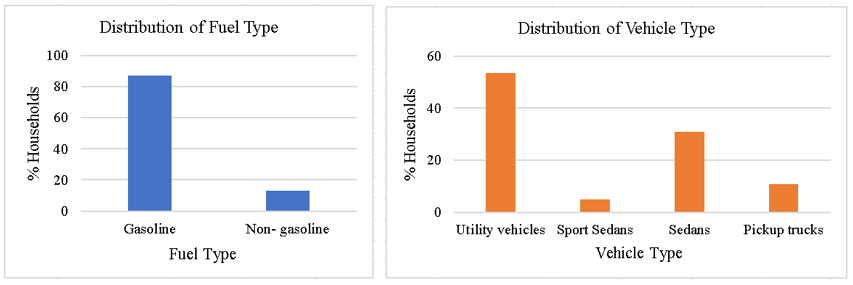 Distribution of Fuel Type
% Households
100
80
60
40
20
0
Gasoline
Non- gasoline
Fuel Type
Distribution of Vehicle Type
% Households
60
40
20
0
Utility vehicles
Sport Sedans
Sedans
Pickup trucks
Vehicle Type